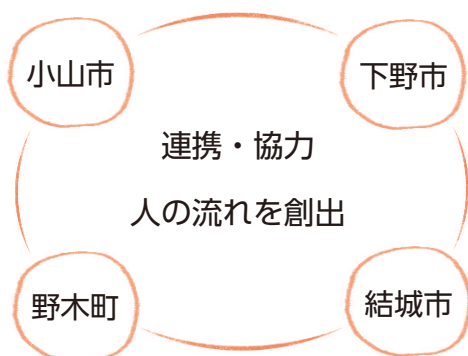 小山市
下野市
連携・協力
人の流れを創出
野木町
結城市